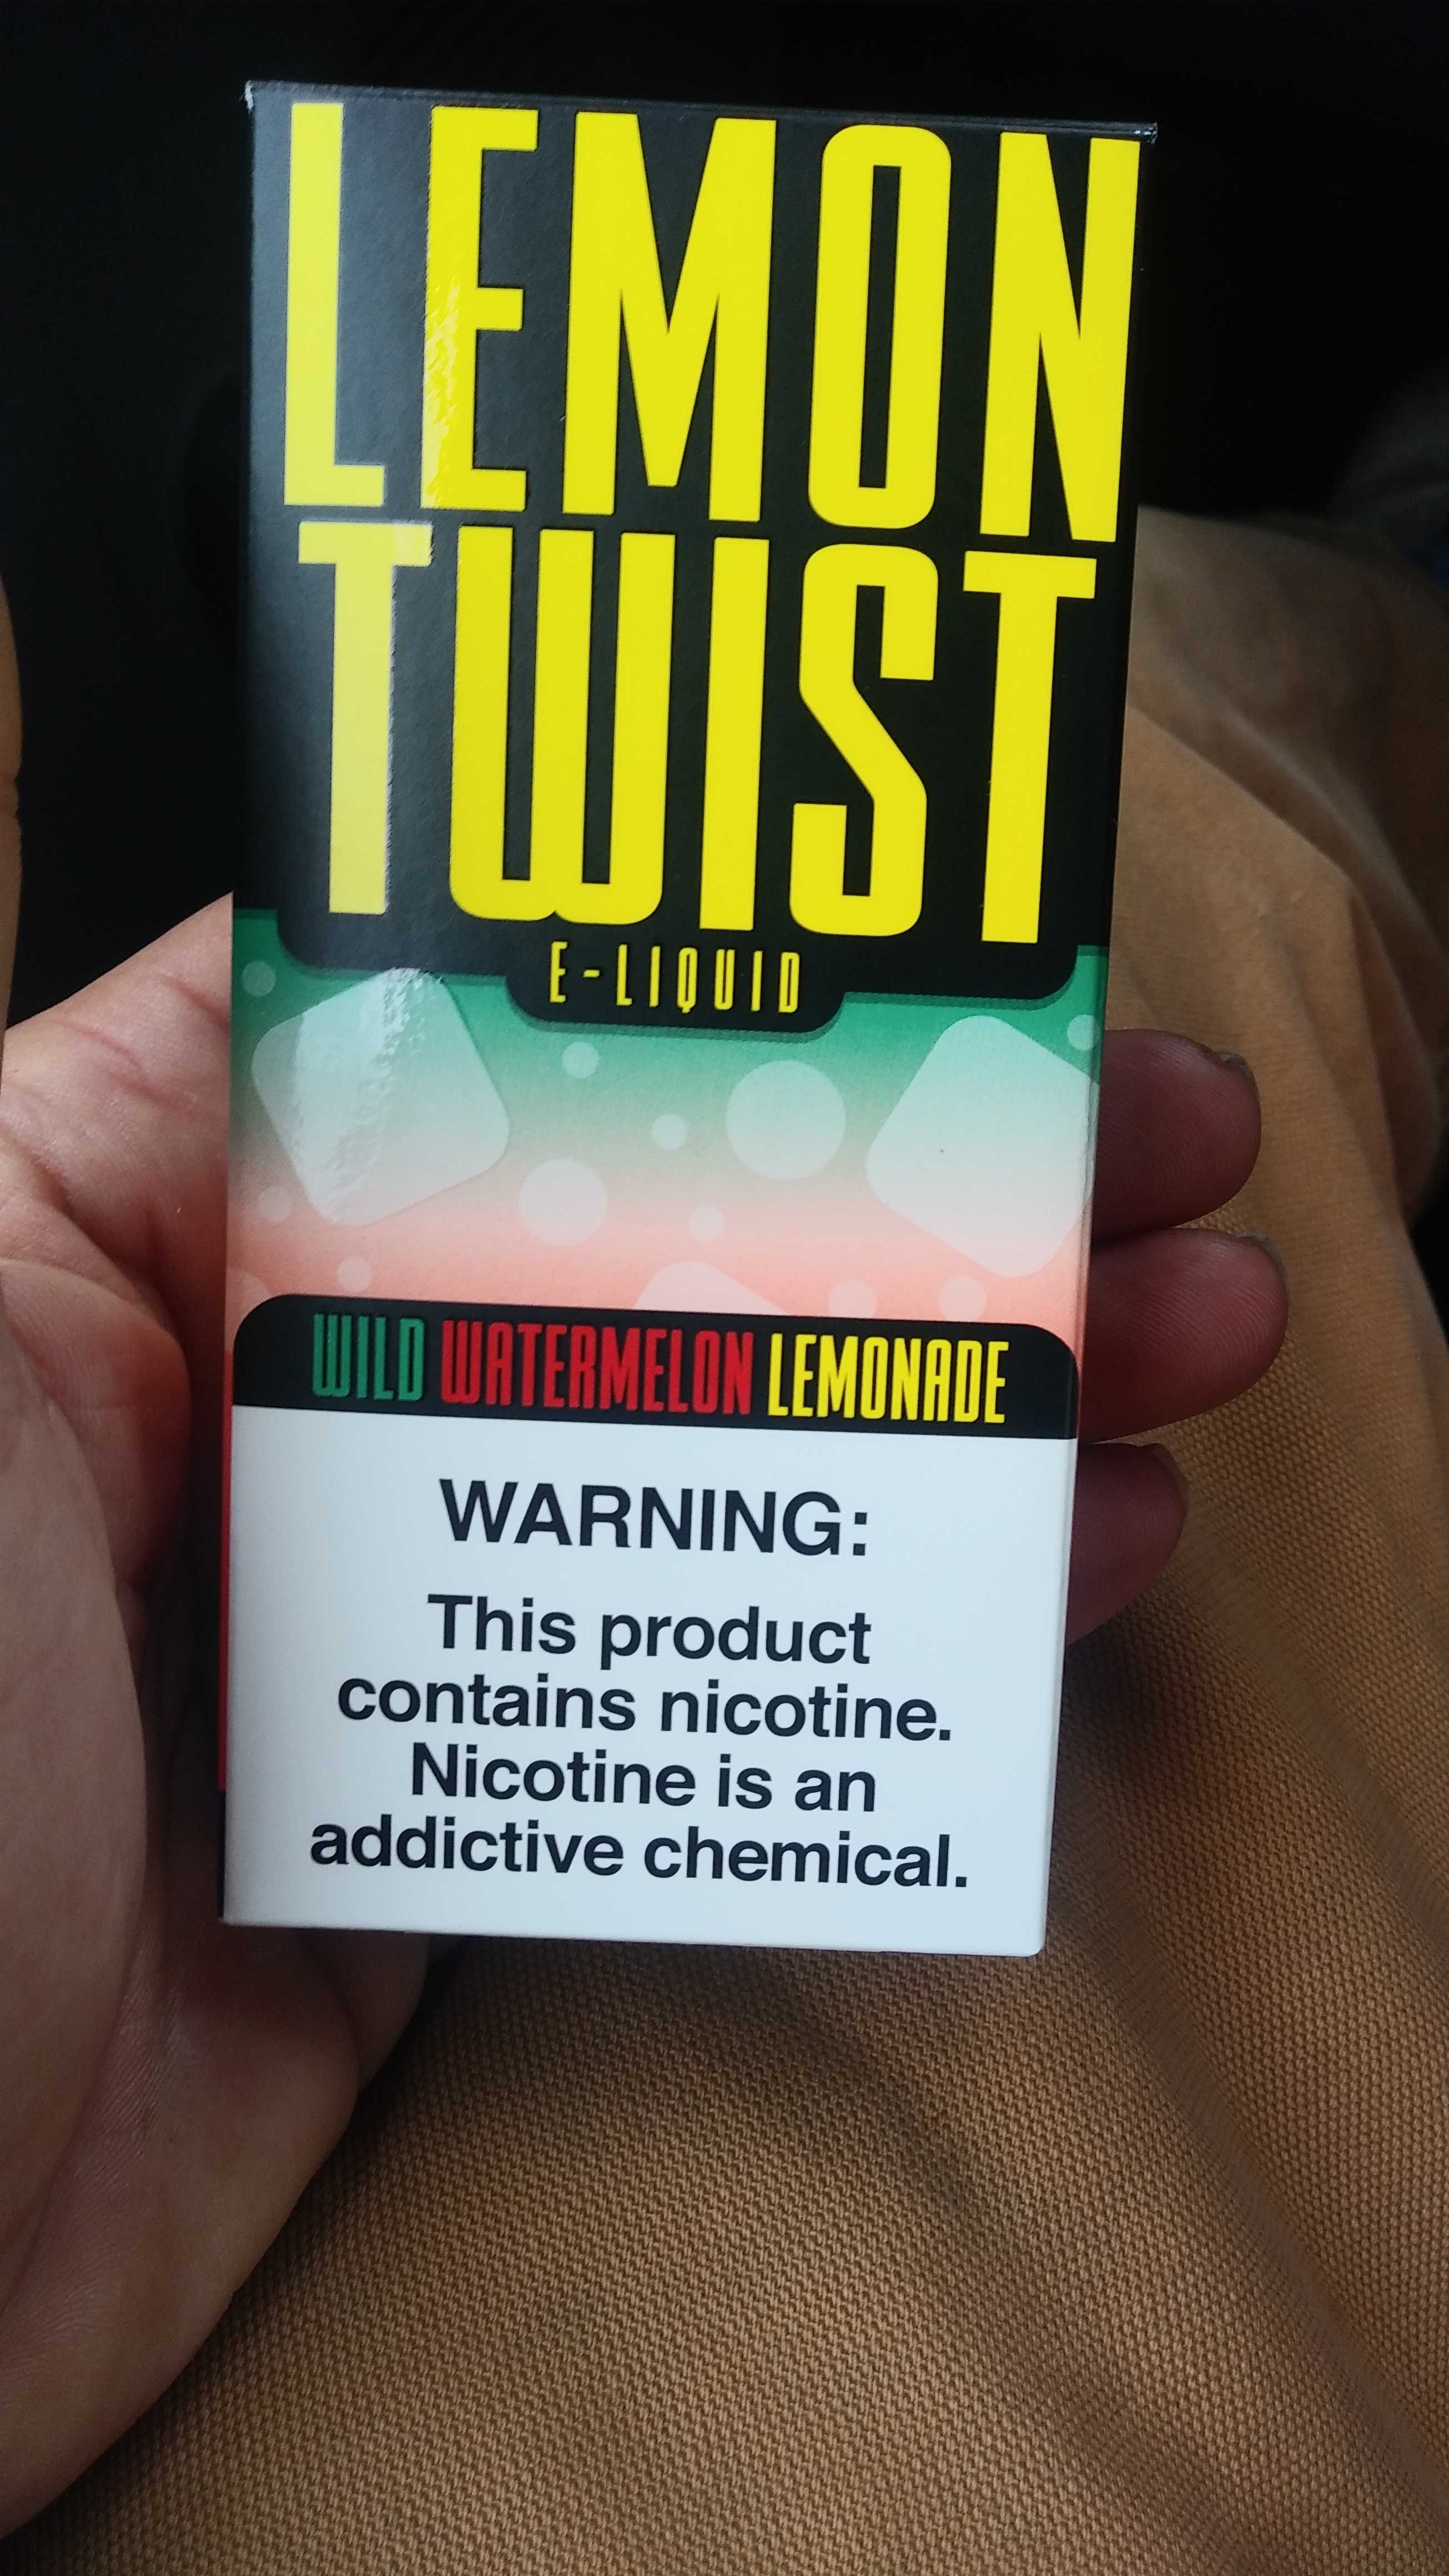 LEMON
TWIST
E-LIQUID
WILD WATERMELON LEMONADE
WARNING:
This product
contains nicotine.
Nicotine is an
addictive chemical.